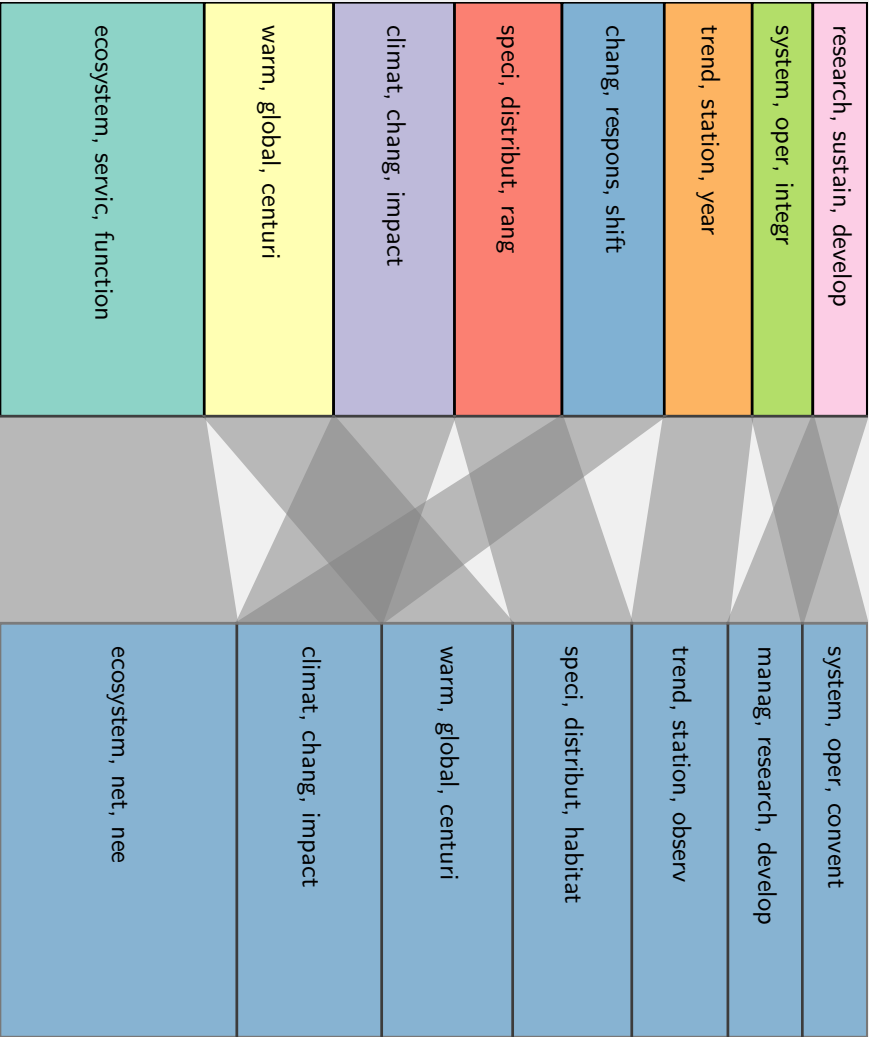 ecosystem, servic, function
warm, global, centuri
climat, chang, impact
speci, distribut, rang
chang, respons, shift
trend, station, year
system, oper, integr
research, sustain, develop
ecosystem, net, nee
climat, chang, impact
warm, global, centuri
speci, distribut, habitat
trend, station, observ
manag, research, develop
system, oper, convent